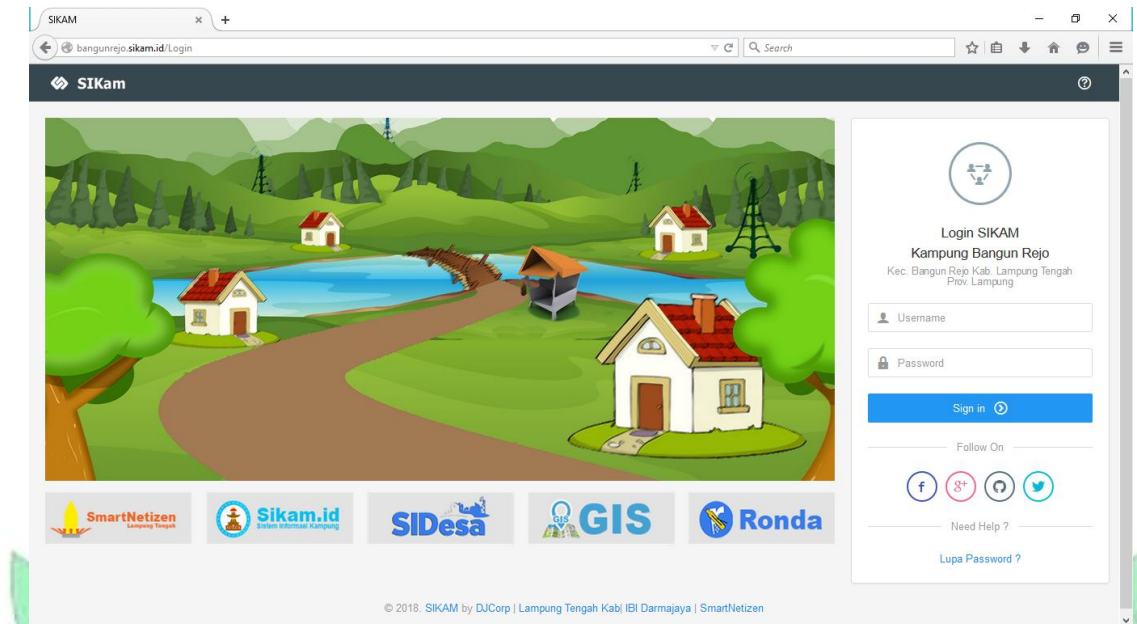 SIKAM
bangunrejo.sikam.id/Login
Search
SIKam
Login SIKAM
Kampung Bangun Rejo
Kec. Bangun Rejo Kab. Lampung Tengah
Prov. Lampung
Username
Password
Sign in
Follow On
f
g+
Need Help ?
Lupa Password ?
SmartNetizen
Lampung Tengah
Sikam.id
Sistem Informasi Kampung
SIDesa
GIS
GIS
Ronda
© 2018. SIKAM by DJCorp | Lampung Tengah Kab| IBI Darmajaya | SmartNetizen